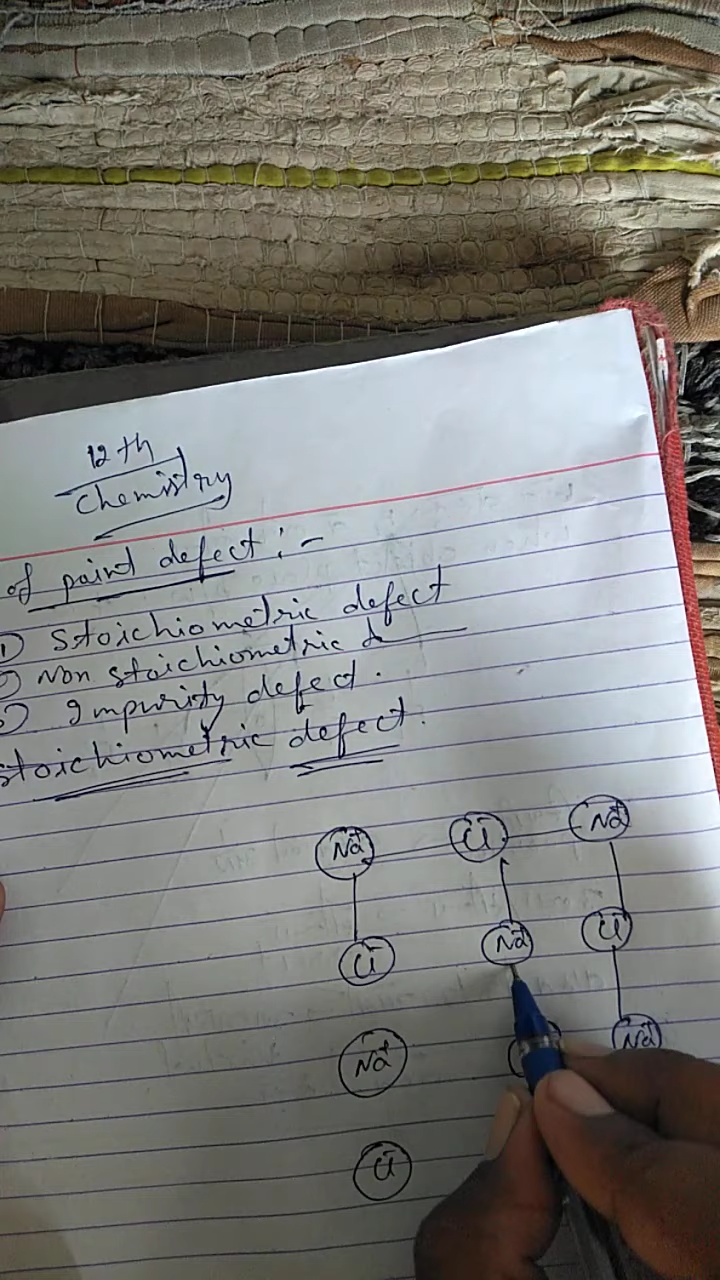 12th
Chemistry
of paint defect :-
① Stoichiometric defect
② Non stoichiometric d
③ Impurity defect.
stoichiometric defect.
Na⁺ Cl⁻ Na⁺
Cl⁻ Na⁺ Cl⁻
Na⁺ Na⁺
Cl⁻